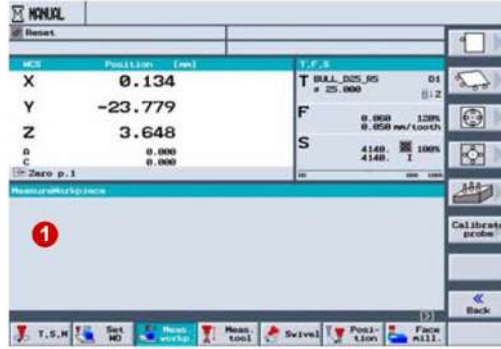 MANUAL
Reset
WCS Position [mm]
X 0.134
Y -23.779
Z 3.648
A 0.000
C 0.000
Zero p.1
T,F,S
T BULL_D25_R5 D1
ø 25.000
Z
F 0.060 120%
0.050 mm/tooth
S 4140. 100%
4140. I
MeasureWorkpiece
1
Calibrate
probe
Back
T,S,M
Set
WO
Meas.
workp.
Meas.
tool
Swivel
Posi-
tion
Face
mill.